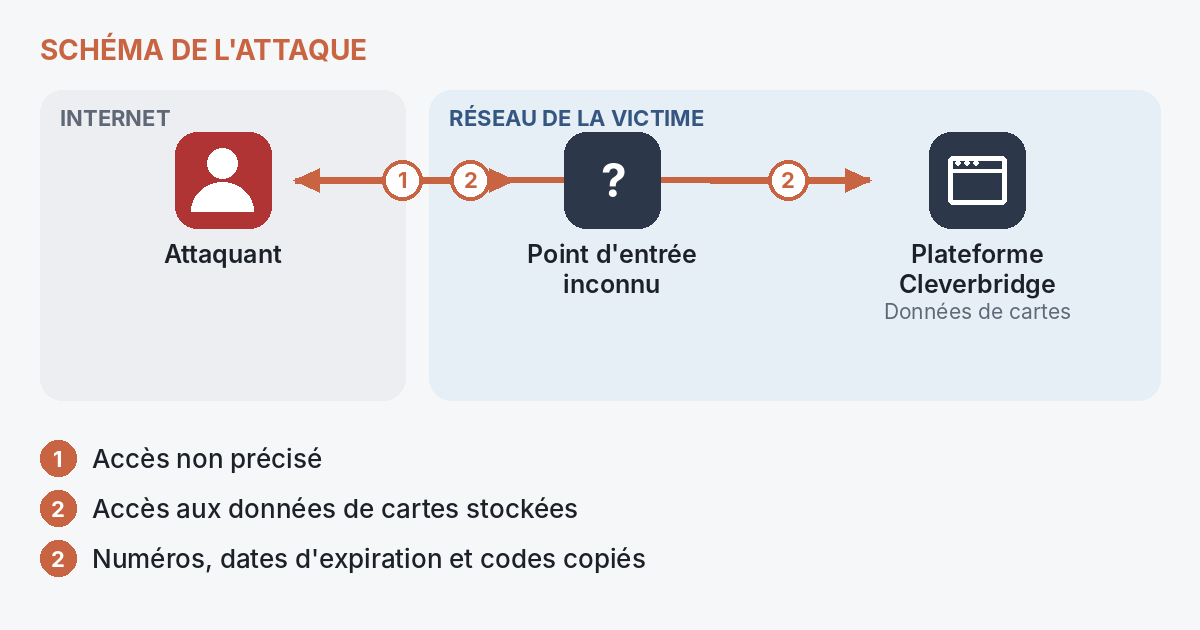 SCHÉMA DE L'ATTAQUE
INTERNET
RÉSEAU DE LA VICTIME
1
2
?
2
Attaquant
Point d'entrée
inconnu
Plateforme
Cleverbridge
Données de cartes
1 Accès non précisé
2 Accès aux données de cartes stockées
2 Numéros, dates d'expiration et codes copiés